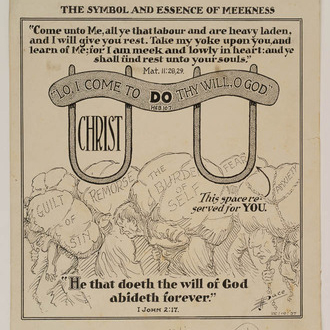 THE SYMBOL AND ESSENCE OF MEEKNESS
"Come unto Me, all ye that labour and are heavy laden,
and I will give you rest. Take my yoke upon you, and
learn of Me; for I am meek and lowly in heart: and ye
shall find rest unto your souls."
Mat. 11:28,29.
"LO, I COME TO DO THY WILL, O GOD"
HEB 10:7
CHRIST
This space re-
served for YOU.
GUILT
OF
SIN
REMORSE
THE
BURDEN
OF
SELF
FEAR
"He that doeth the will of God
abideth forever."
I JOHN 2:17.